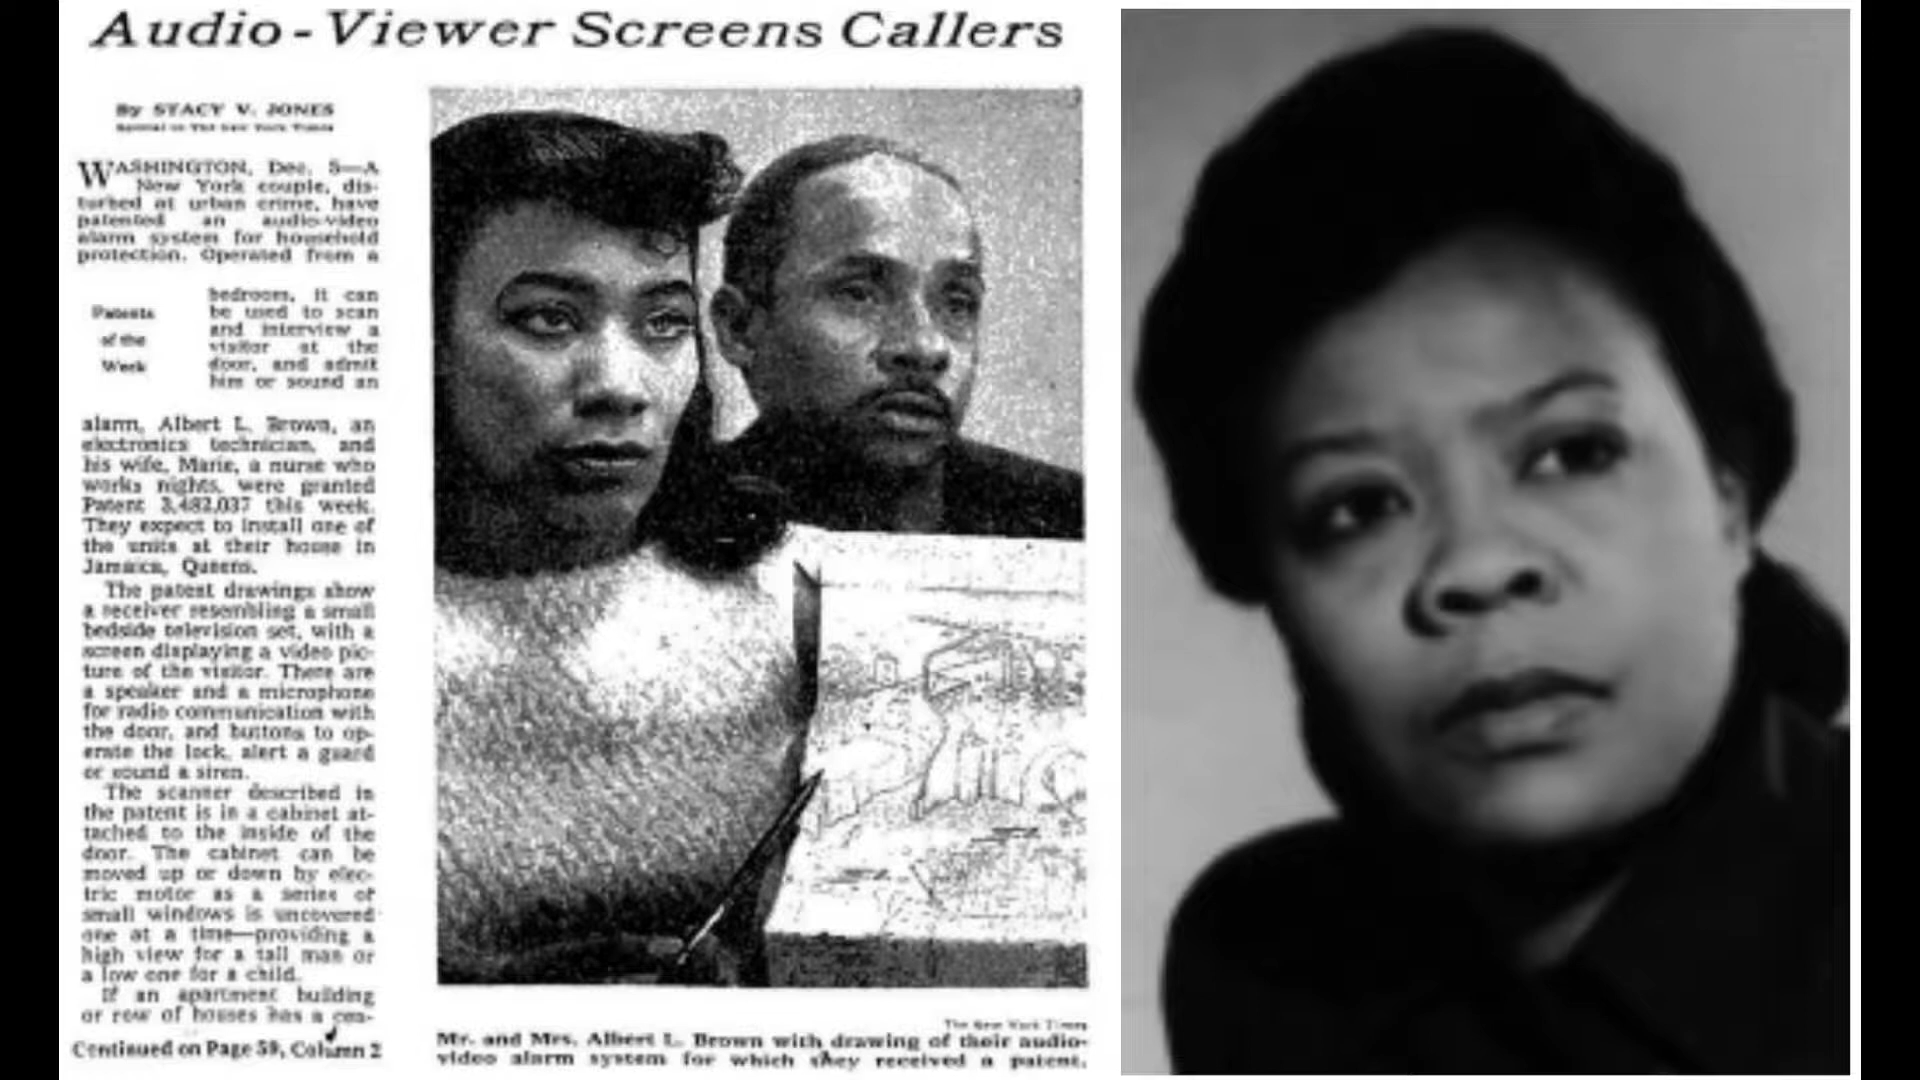 Audio-Viewer Screens Callers
By STACY V. JONES
Special to The New York Times
WASHINGTON, Dec. 5—A
New York couple, dis-
turbed at urban crime, have
patented an audio-video
alarm system for household
protection. Operated from a
Patents
of the
Week
bedroom, it can
be used to scan
and interview a
visitor at the
door, and admit
him or sound an
alarm, Albert L. Brown, an
electronics technician, and
his wife, Marie, a nurse who
works nights, were granted
Patent 3,482,037 this week.
They expect to install one of
the units at their house in
Jamaica, Queens.
The patent drawings show
a receiver resembling a small
bedside television set, with a
screen displaying a video pic-
ture of the visitor. There are
a speaker and a microphone
for radio communication with
the door, and buttons to op-
erate the lock, alert a guard
or sound a siren.
The scanner described in
the patent is in a cabinet at-
tached to the inside of the
door. The cabinet can be
moved up or down by elec-
tric motor as a series of
small windows is uncovered
one at a time—providing a
high view for a tall man or
a low one for a child.
If an apartment building
or row of houses has a cen-
Continued on Page 59, Column 2
The New York Times
Mr. and Mrs. Albert L. Brown with drawing of their audio-
video alarm system for which they received a patent.